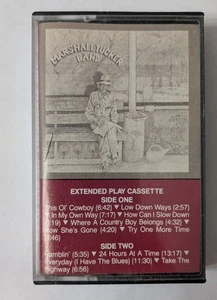 MARSHALL TUCKER
BAND
EXTENDED PLAY CASSETTE
SIDE ONE
This Ol' Cowboy (6:42) ▼ Low Down Ways (2:57)
▼ In My Own Way (7:17) ▼ How Can I Slow Down
:19) ▼ Where A Country Boy Belongs (4:32) ▼
How She's Gone (4:20) ▼ Try One More Time
:46)
SIDE TWO
Ramblin' (5:35) ▼ 24 Hours At A Time (13:17) ▼
Everyday (I Have The Blues) (11:30) ▼ Take The
Highway (6:56)